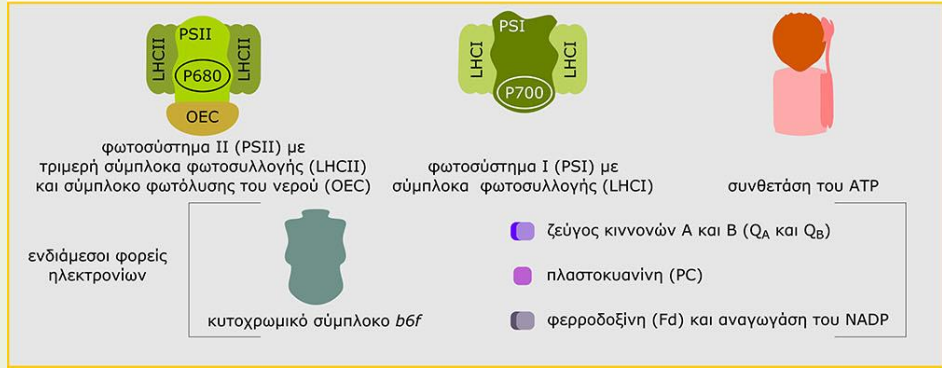 LHCII
PSII
P680
LHCII
OEC
φωτοσύστημα II (PSII) με
τριμερή σύμπλοκα φωτοσυλλογής (LHCII)
και σύμπλοκο φωτόλυσης του νερού (OEC)
LHCI
PSI
P700
LHCI
φωτοσύστημα I (PSI) με
σύμπλοκα φωτοσυλλογής (LHCI)
συνθετάση του ATP
ενδιάμεσοι φορείς
ηλεκτρονίων
κυτοχρωμικό σύμπλοκο b6f
ζεύγος κιννονών A και B (QA και QB)
πλαστοκυανίνη (PC)
φερροδοξίνη (Fd) και αναγωγάση του NADP